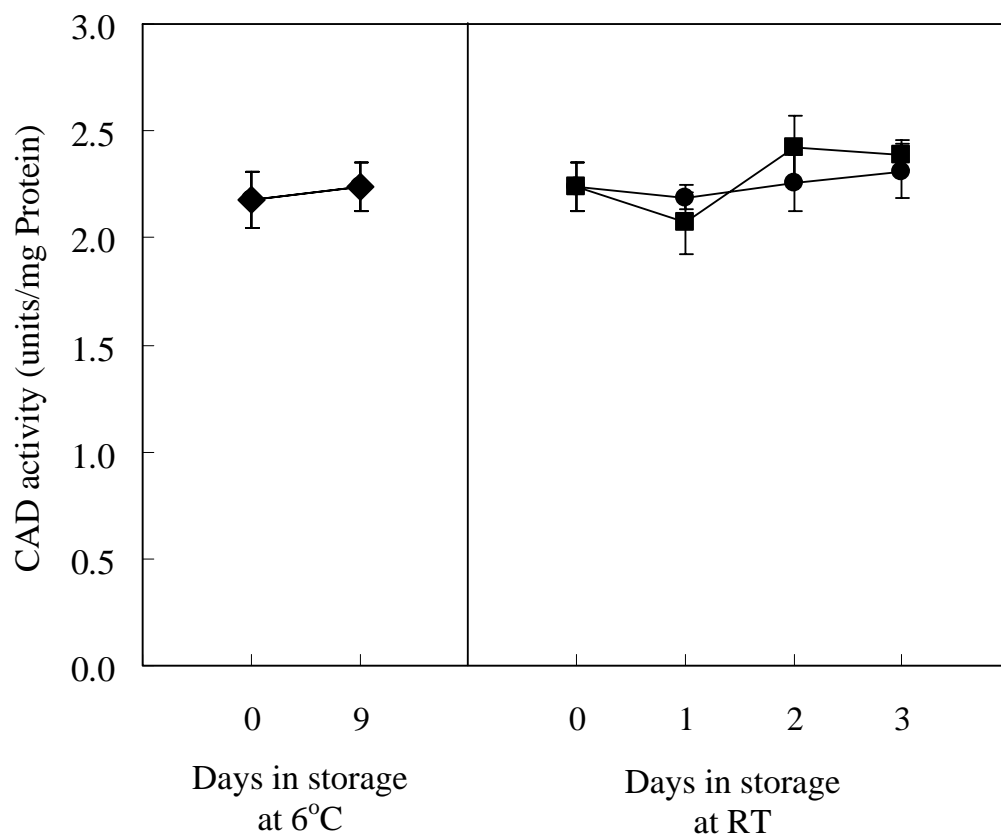 CAD activity (units/mg Protein)
3.0
2.5
2.0
1.5
1.0
0.5
0.0
0 9 0 1 2 3
Days in storage
at 6°C
Days in storage
at RT